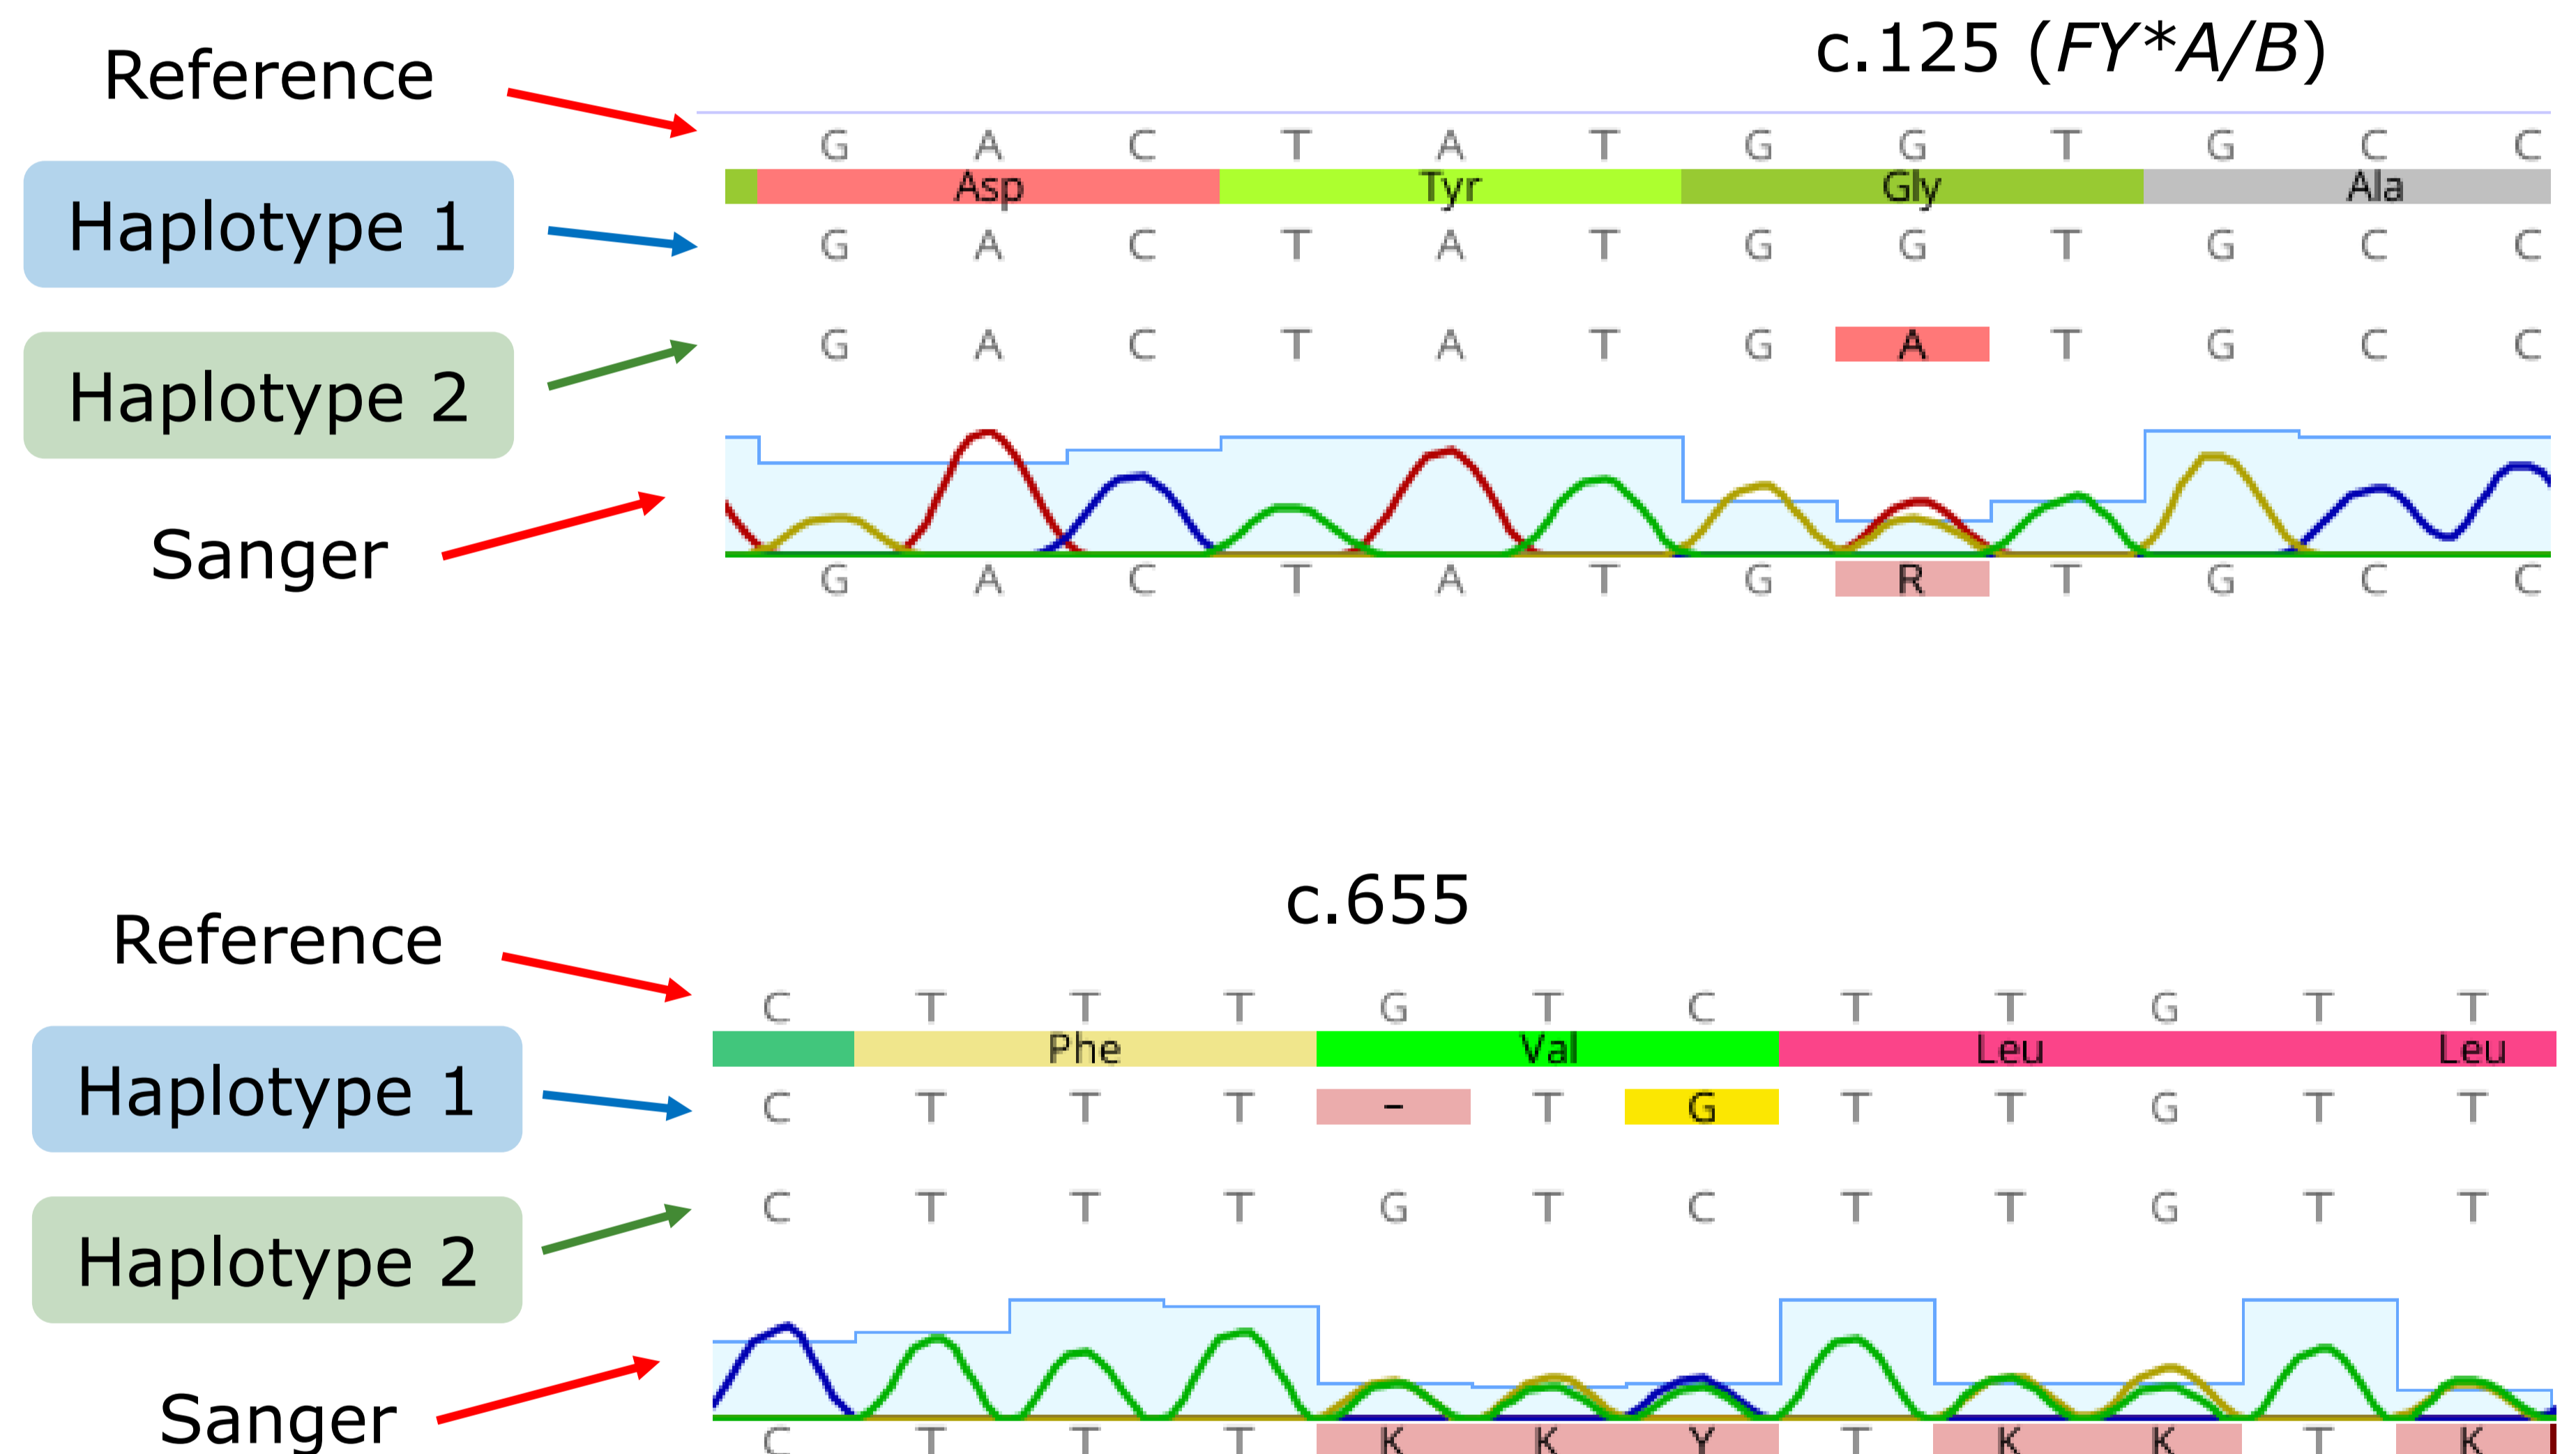 c.125 (FY*A/B)
Reference
G A C T A T G G T G C C
Asp Tyr Gly Ala
Haplotype 1
G A C T A T G G T G C C
Haplotype 2
G A C T A T G A T G C C
Sanger
G A C T A T G R T G C C
c.655
Reference
C T T T G T C T T G T T
Phe Val Leu Leu
Haplotype 1
C T T T – T G T T G T T
Haplotype 2
C T T T G T C T T G T T
Sanger
C T T T K K Y T K K T K